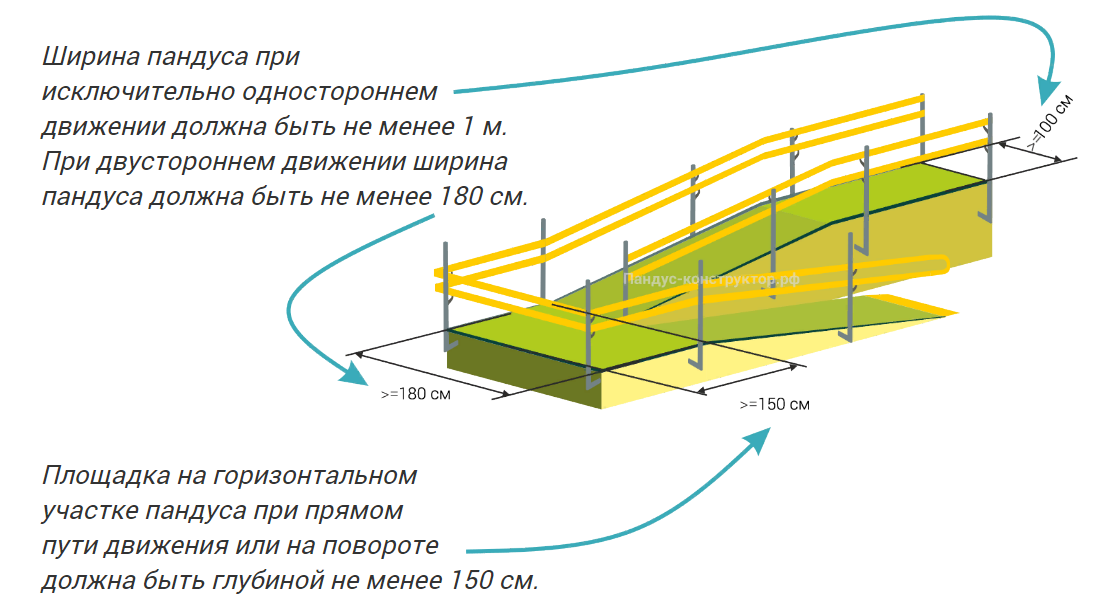 Ширина пандуса при
исключительно одностороннем
движении должна быть не менее 1 м.
При двустороннем движении ширина
пандуса должна быть не менее 180 см.
>=100 см
Пандус-конструктор.рф
>=180 см
>=150 см
Площадка на горизонтальном
участке пандуса при прямом
пути движения или на повороте
должна быть глубиной не менее 150 см.